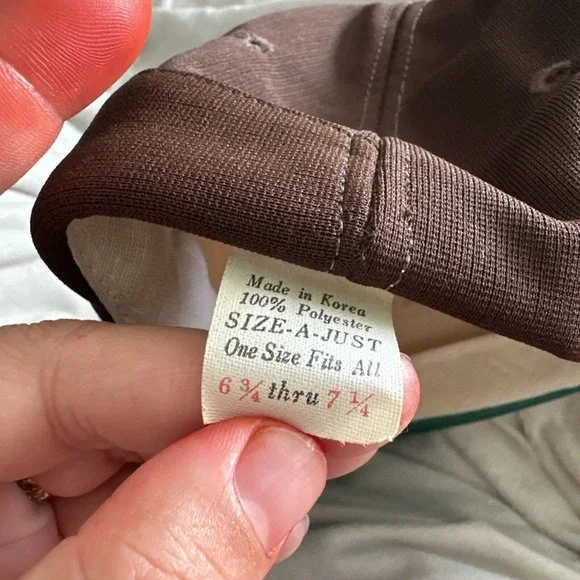 Made in Korea
100% Polyester
SIZE-A-JUST
One Size Fits All
6 3/4 thru 7 1/4